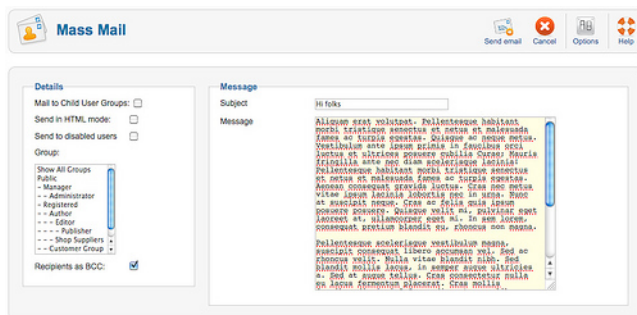 Mass Mail
Send email
Cancel
Options
Help
Details
Mail to Child User Groups:
Send in HTML mode:
Send to disabled users
Group:
Show All Groups
Public
- Manager
- - Administrator
- Registered
- - Author
- - - Editor
- - - - Publisher
- - - Shop Suppliers
- - Customer Group
Recipients as BCC:
Message
Subject
Hi folks
Message
Aliquam erat volutpat. Pellentesque habitant
morbi tristique senectus et netus et malesuada
fames ac turpis egestas. Quisque ac neque metus.
Vestibulum ante ipsum primis in faucibus orci
luctus et ultrices posuere cubilia Curae; Mauris
fringilla ante nec diam scelerisque lacinia!
Pellentesque habitant morbi tristique senectus
et netus et malesuada fames ac turpis egestas.
Aenean consequat gravida luctus. Cras nec metus
vitae ipsum lacinia lobortis nec in urna. Nunc
at suscipit neque. Cras ac felis quis ipsum
posuere posuere. Quisque velit mi, pulvinar eget
laoreet at, ullamcorper eget mi. In sem lorem,
consequat pretium blandit eu, rhoncus non magna.
Pellentesque scelerisque vestibulum magna,
suscipit consequat libero accumsan vel. Sed ac
rhoncus velit. Nulla vitae blandit nibh. Sed
blandit mollis lacus, in semper augue ultricies
a. Sed at augue tellus. Cras consectetur nulla
eu lacus fermentum placerat. Cras mollis